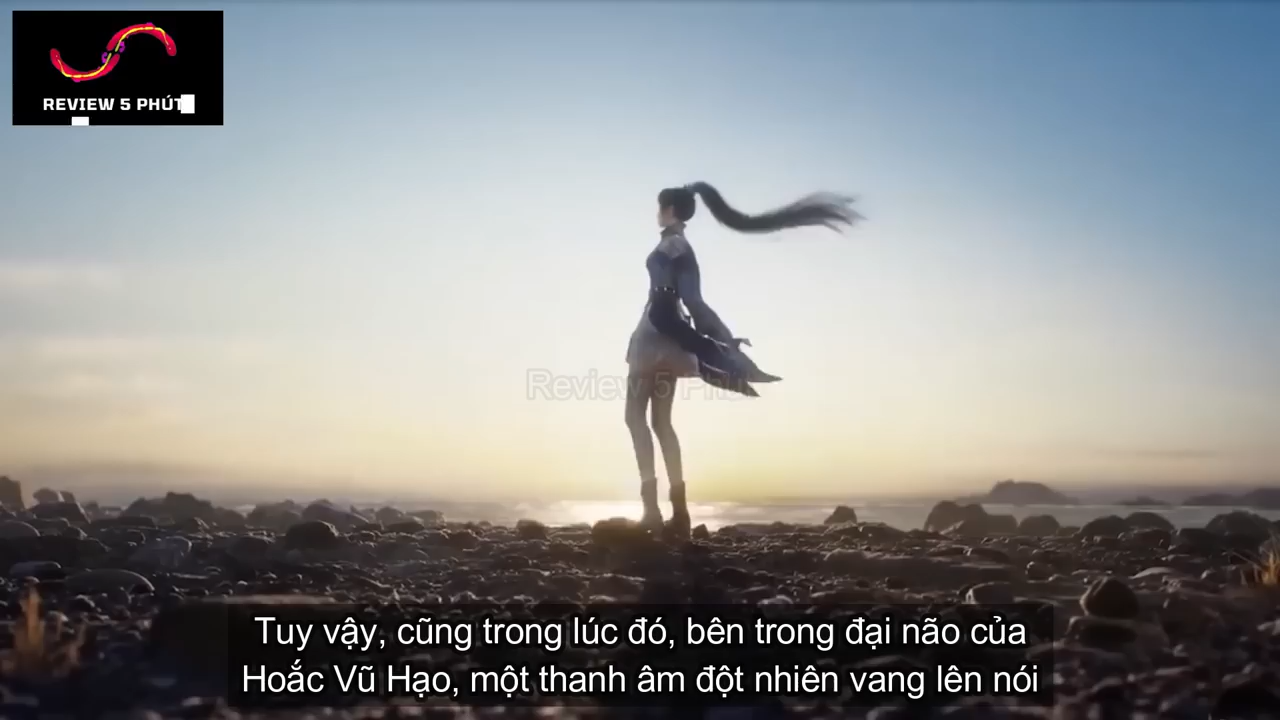 REVIEW 5 PHÚT
Review 5 Phút
Tuy vậy, cũng trong lúc đó, bên trong đại não của
Hoắc Vũ Hạo, một thanh âm đột nhiên vang lên nói